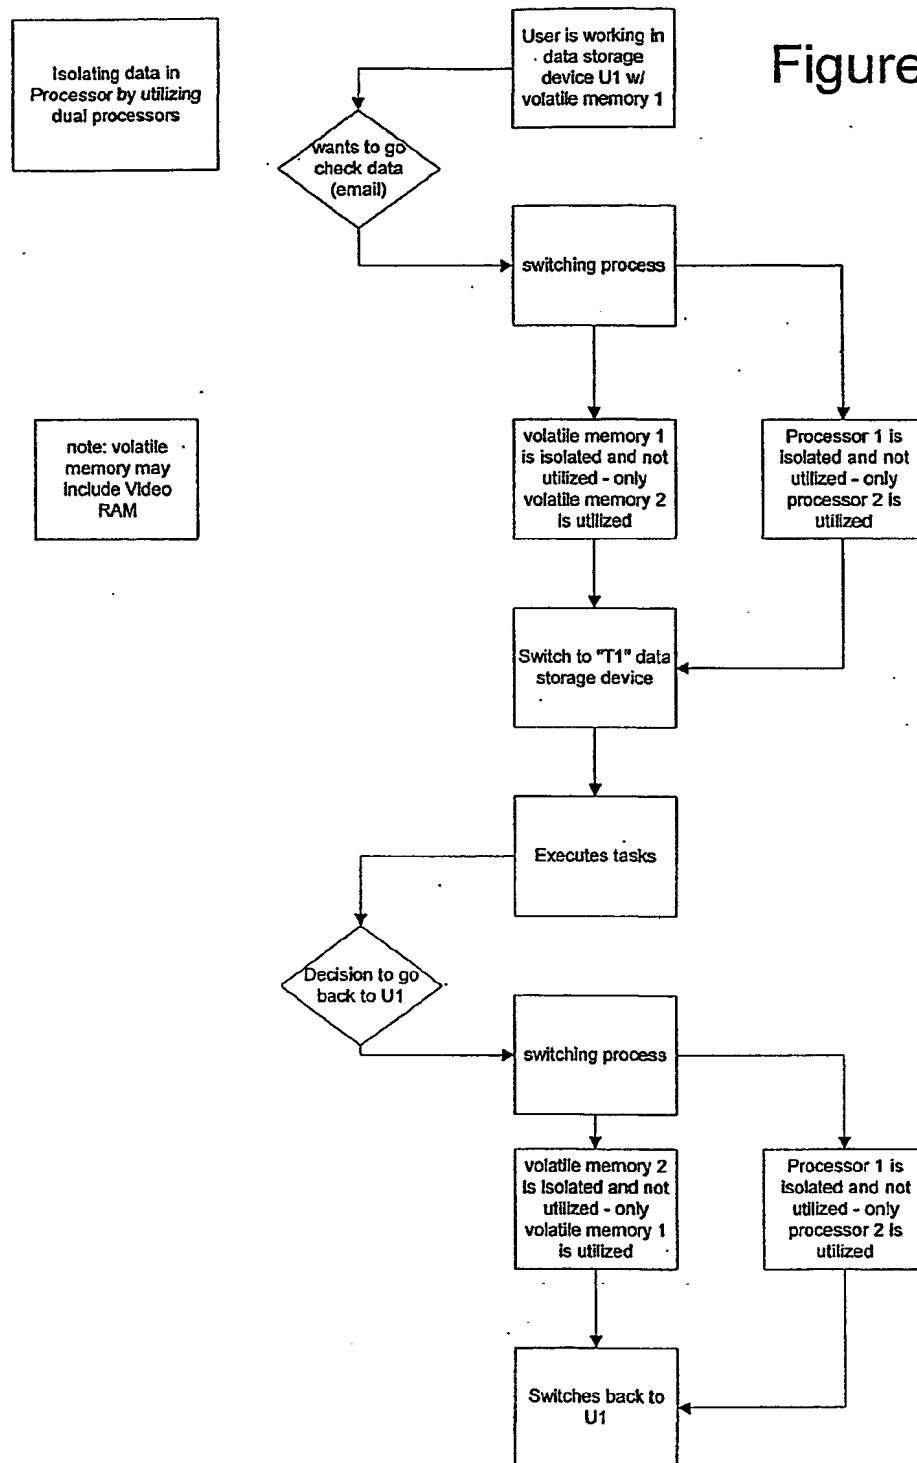 Isolating data in
Processor by utilizing
dual processors
User is working in
data storage
device U1 w/
volatile memory 1
Figure
wants to go
check data
(email)
switching process
note: volatile
memory may
include Video
RAM
volatile memory 1
is isolated and not
utilized - only
volatile memory 2
is utilized
Processor 1 is
isolated and not
utilized - only
processor 2 is
utilized
Switch to "T1" data
storage device
Executes tasks
Decision to go
back to U1
switching process
volatile memory 2
is isolated and not
utilized - only
volatile memory 1
is utilized
Processor 1 is
isolated and not
utilized - only
processor 2 is
utilized
Switches back to
U1